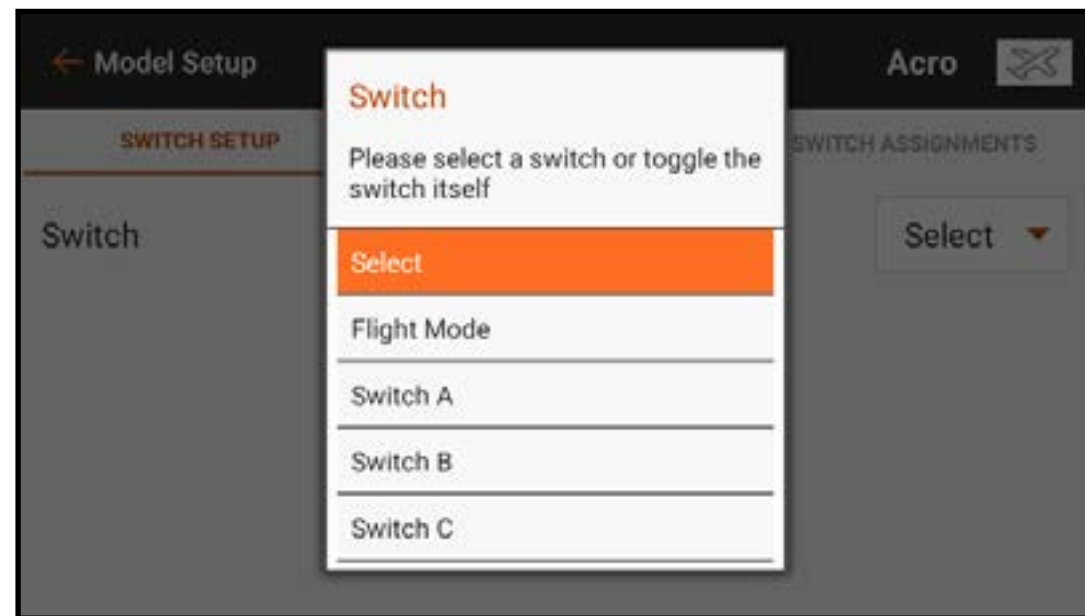 Model Setup
Acro
SWITCH SETUP
SWITCH ASSIGNMENTS
Switch
Select
Switch
Please select a switch or toggle the
switch itself
Select
Flight Mode
Switch A
Switch B
Switch C